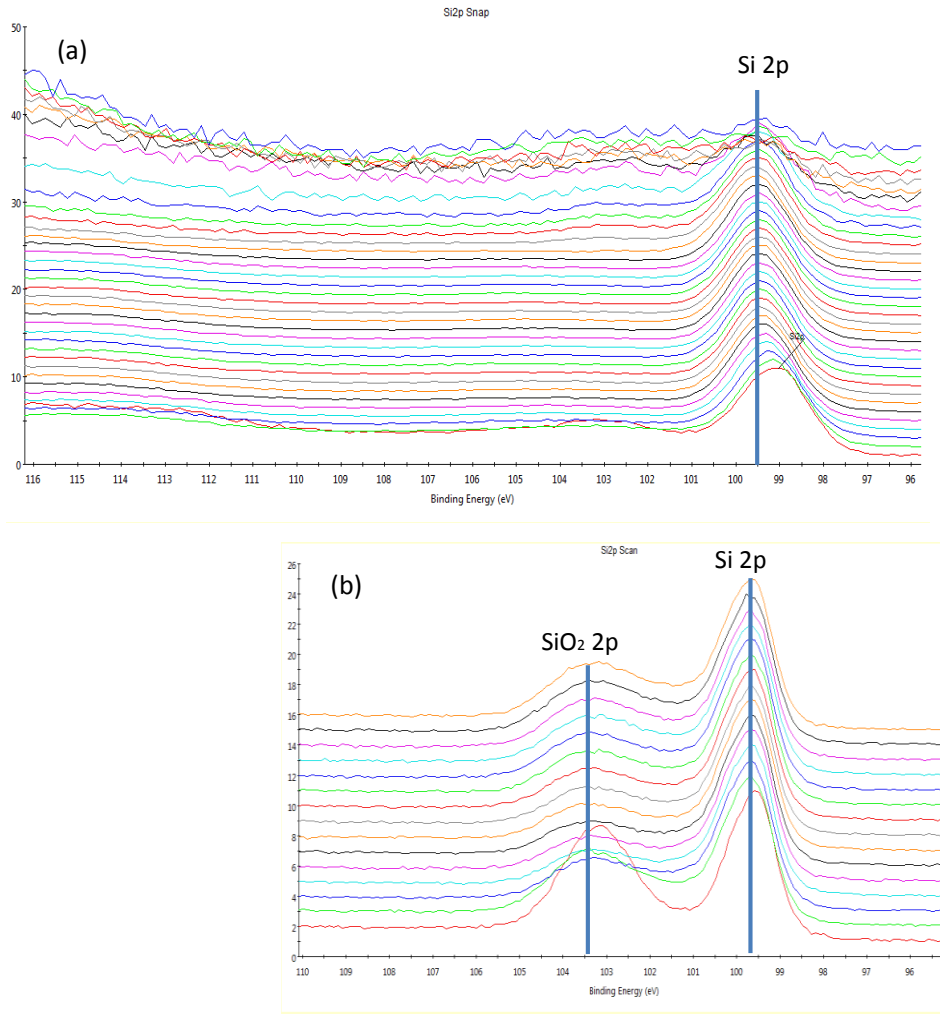 Si2p Snap
(a)
Si 2p
50
40
30
20
10
0
Si2p
116 115 114 113 112 111 110 109 108 107 106 105 104 103 102 101 100 99 98 97 96
Binding Energy (eV)
Si2p Scan
(b)
Si 2p
SiO₂ 2p
26
24
22
20
18
16
14
12
10
8
6
4
2
0
110 109 108 107 106 105 104 103 102 101 100 99 98 97 96
Binding Energy (eV)